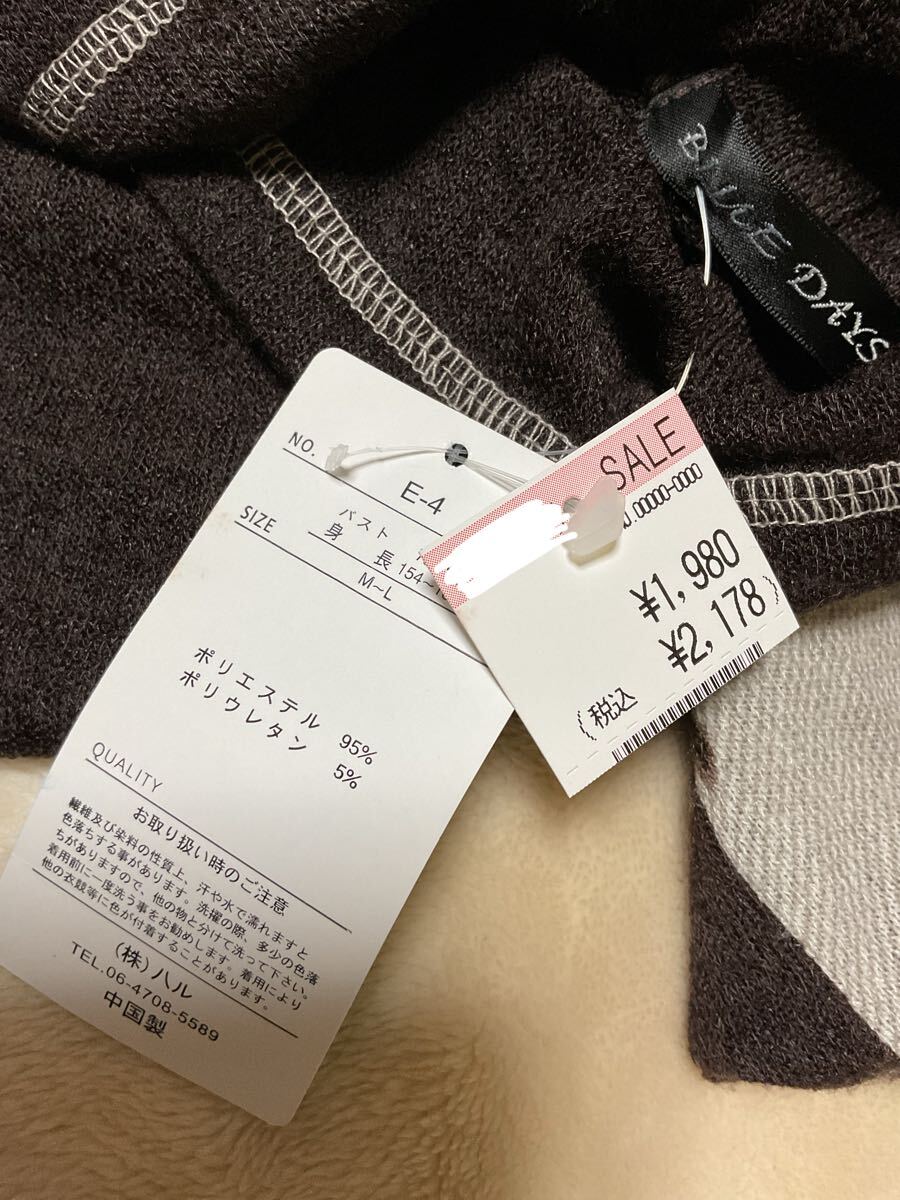 BLUE DAYS
NO.
E-4
SIZE
バスト
身 長 154~
M~L
ポリエステル 95%
ポリウレタン 5%
QUALITY
お取り扱い時のご注意
繊維及び染料の性質上、汗や水で濡れますと
色落ちする事があります。洗濯の際、多少の色落
ちがありますので、他の物と分けて洗って下さい。
着用前に一度洗う事をお勧めします。着用により
他の衣類等に色が付着することがあります。
(株)ハル
TEL.06-4708-5589
中国製
SALE
.00000-0000
¥1,980
¥2,178)
(税込